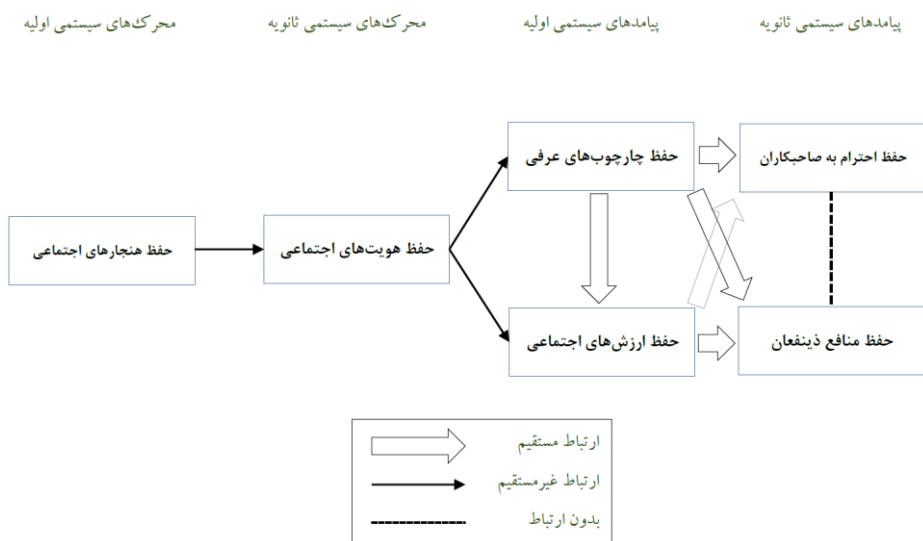 محرک‌های سیستمی اولیه
محرک‌های سیستمی ثانویه
پیامدهای سیستمی اولیه
پیامدهای سیستمی ثانویه
حفظ هنجارهای اجتماعی
حفظ هویت‌های اجتماعی
حفظ چارچوب‌های عرفی
حفظ احترام به صاحبکاران
حفظ ارزش‌های اجتماعی
حفظ منافع ذینفعان
ارتباط مستقیم
ارتباط غیرمستقیم
بدون ارتباط